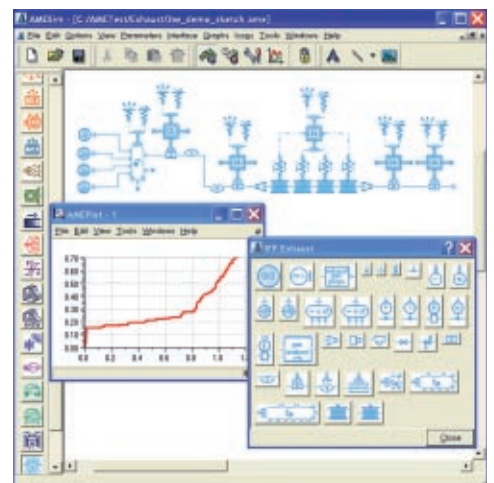 AMESim - [C:/AMETest/Exhaust/
File Edit Options View Parameters Interface Graphs Icons Tools Windows Help
AMEPlot - 1
File Edit View Tools Windows Help
0.70
0.60
0.50
0.40
0.30
0.20
0.10
0.00
0.0 0.2 0.4 0.6 0.8 1.0
IFP Exhaust
Close